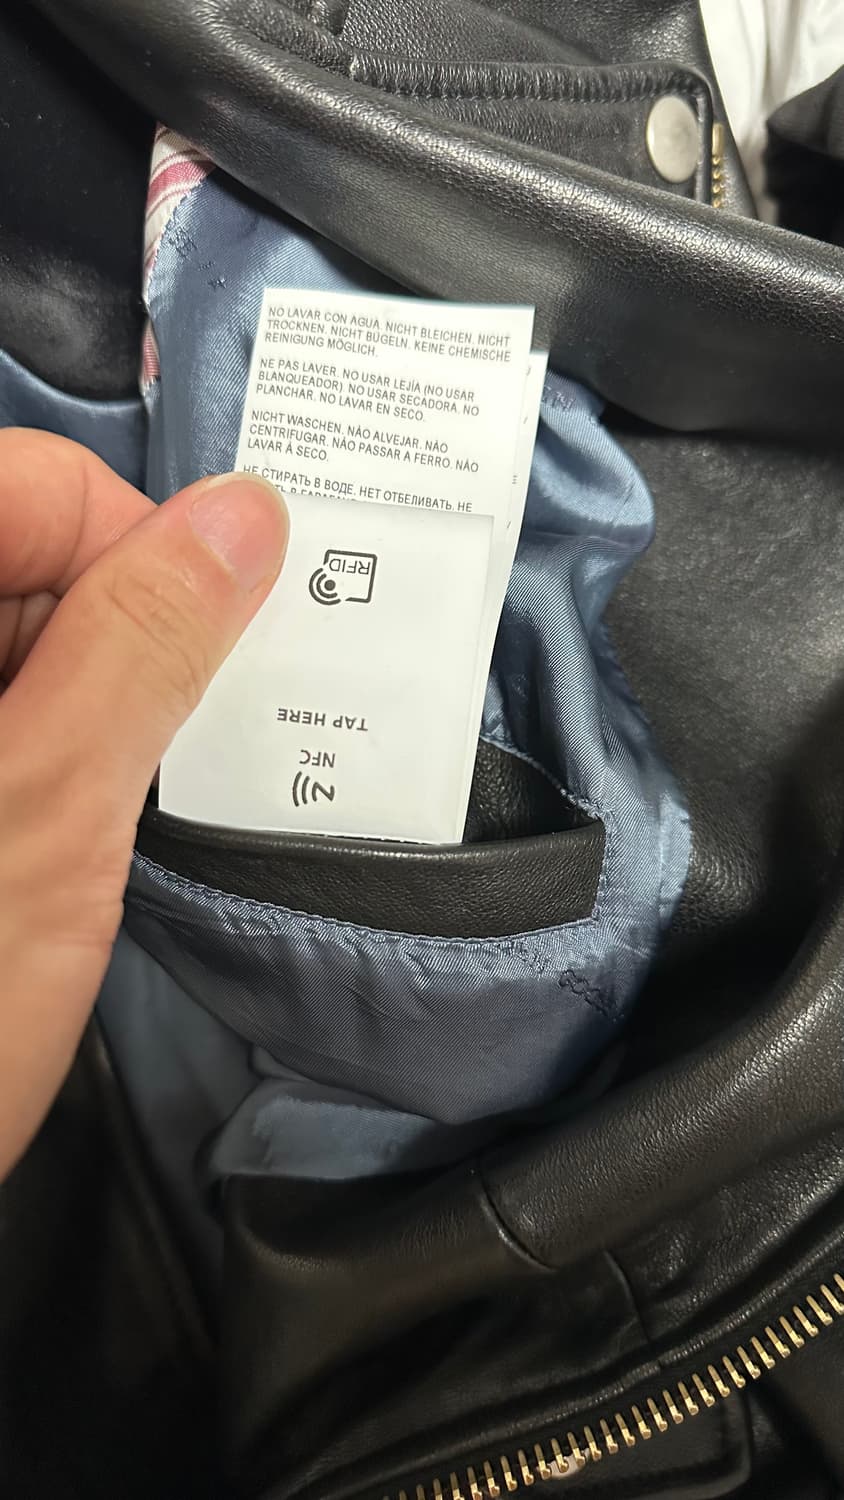 NO LAVAR CON AGUA. NICHT BLEICHEN. NICHT
TROCKNEN. NICHT BÜGELN. KEINE CHEMISCHE
REINIGUNG MÖGLICH.
NE PAS LAVER. NO USAR LEJÍA (NO USAR
BLANQUEADOR). NO USAR SECADORA. NO
PLANCHAR. NO LAVAR EN SECO.
NICHT WASCHEN. NÃO ALVEJAR. NÃO
CENTRIFUGAR. NÃO PASSAR A FERRO. NÃO
LAVAR À SECO.
НЕ СТИРАТЬ В ВОДЕ. НЕТ ОТБЕЛИВАТЬ. НЕ
RFID
TAP HERE
NFC